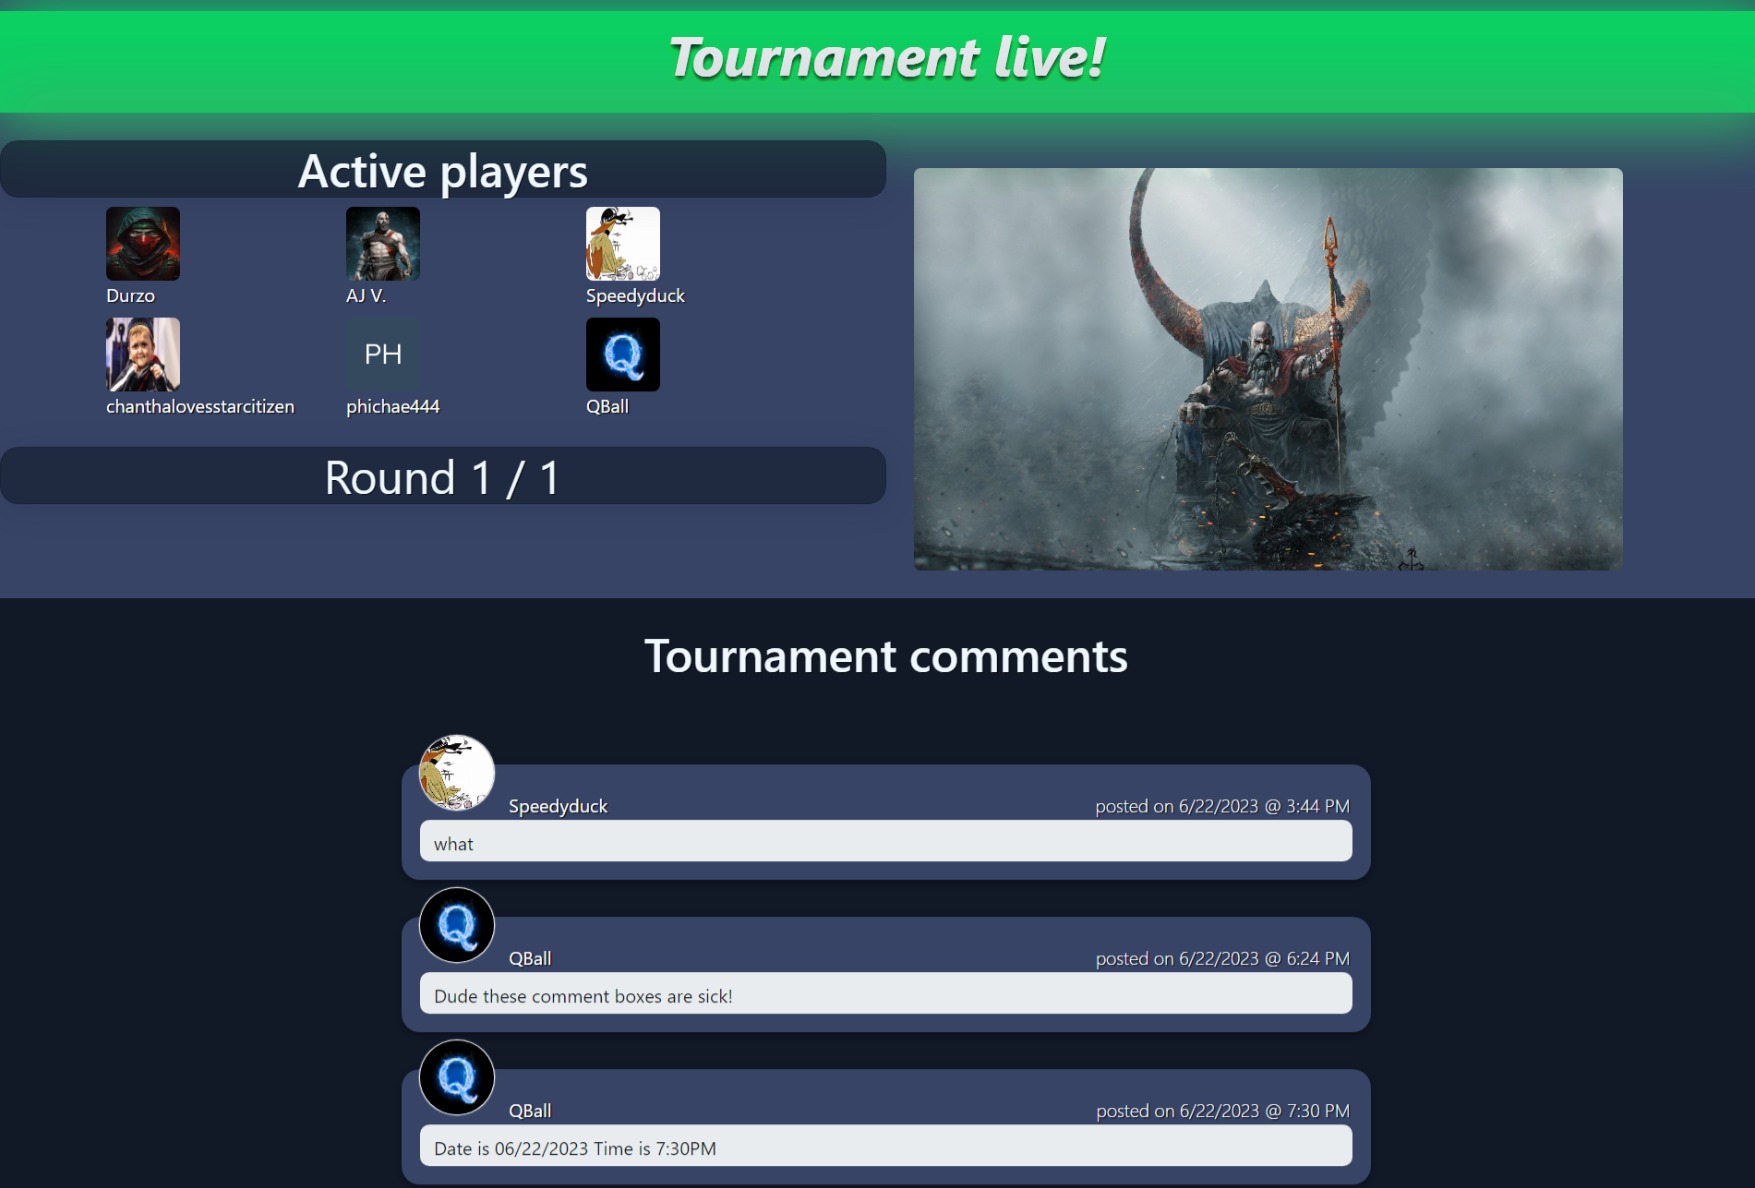 Tournament live!
Active players
Durzo
AJ V.
Speedyduck
PH
Q
chanthalovesstarcitizen
phichae444
QBall
Round 1 / 1
Tournament comments
Speedyduck
posted on 6/22/2023 @ 3:44 PM
what
Q
QBall
posted on 6/22/2023 @ 6:24 PM
Dude these comment boxes are sick!
Q
QBall
posted on 6/22/2023 @ 7:30 PM
Date is 06/22/2023 Time is 7:30PM